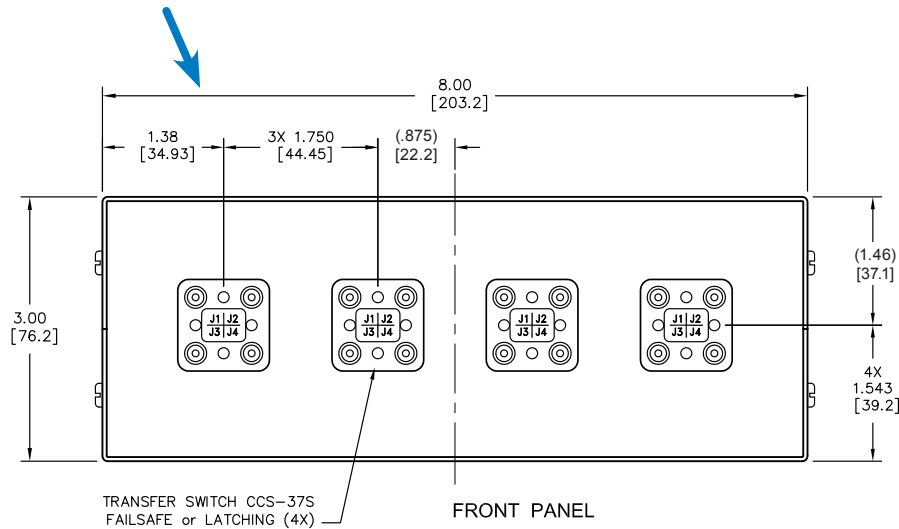 8.00
[203.2]
1.38
[34.93]
3X 1.750
[44.45]
(.875)
[22.2]
(1.46)
[37.1]
3.00
[76.2]
J1 J2
J3 J4
J1 J2
J3 J4
J1 J2
J3 J4
J1 J2
J3 J4
4X
1.543
[39.2]
TRANSFER SWITCH CCS-37S
FAILSAFE or LATCHING (4X)
FRONT PANEL